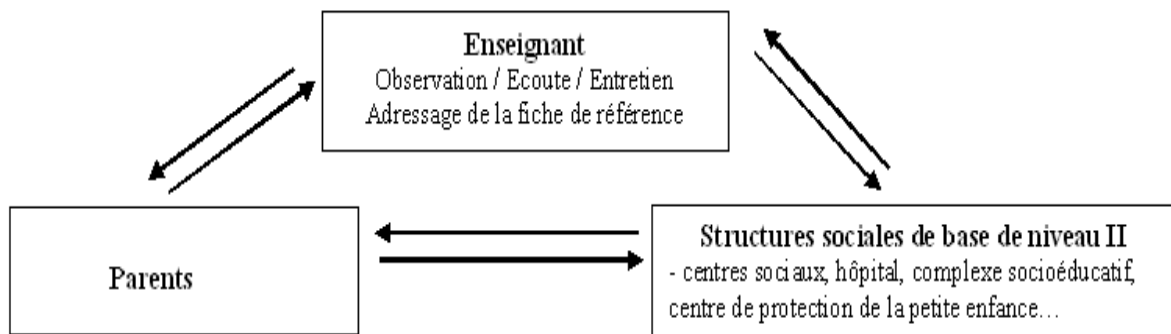 Enseignant
Observation / Ecoute / Entretien
Adressage de la fiche de référence
Parents
Structures sociales de base de niveau II
- centres sociaux, hôpital, complexe socioéducatif,
centre de protection de la petite enfance…